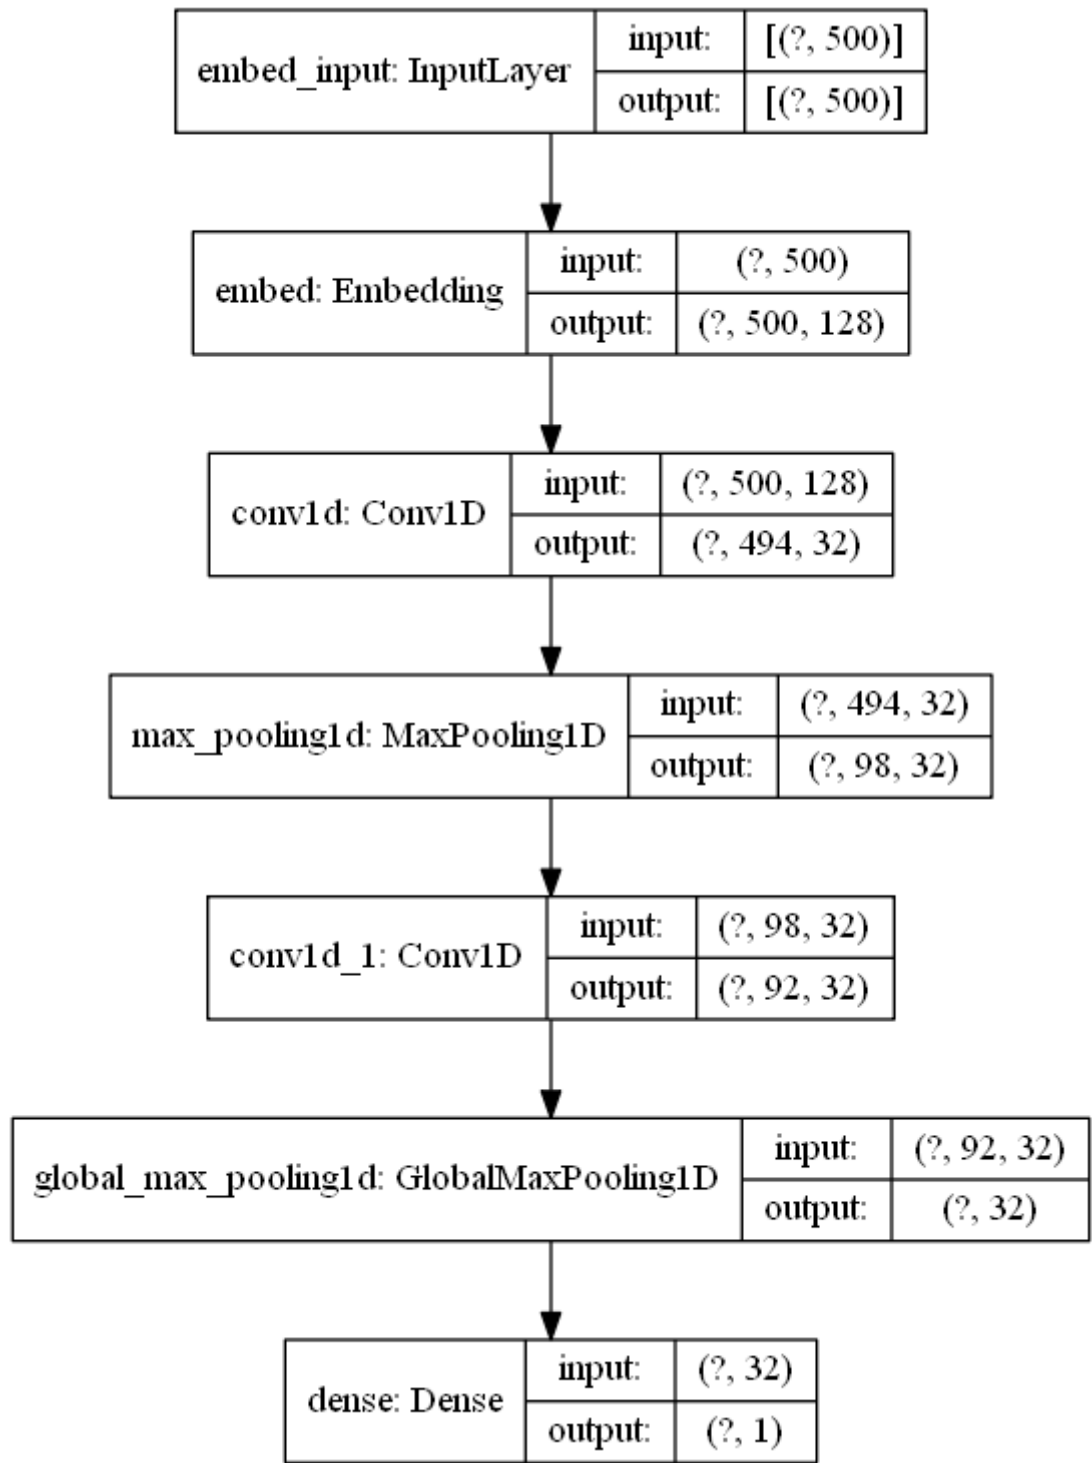 embed_input: InputLayer
input: [(?, 500)]
output: [(?, 500)]
embed: Embedding
input: (?, 500)
output: (?, 500, 128)
conv1d: Conv1D
input: (?, 500, 128)
output: (?, 494, 32)
max_pooling1d: MaxPooling1D
input: (?, 494, 32)
output: (?, 98, 32)
conv1d_1: Conv1D
input: (?, 98, 32)
output: (?, 92, 32)
global_max_pooling1d: GlobalMaxPooling1D
input: (?, 92, 32)
output: (?, 32)
dense: Dense
input: (?, 32)
output: (?, 1)